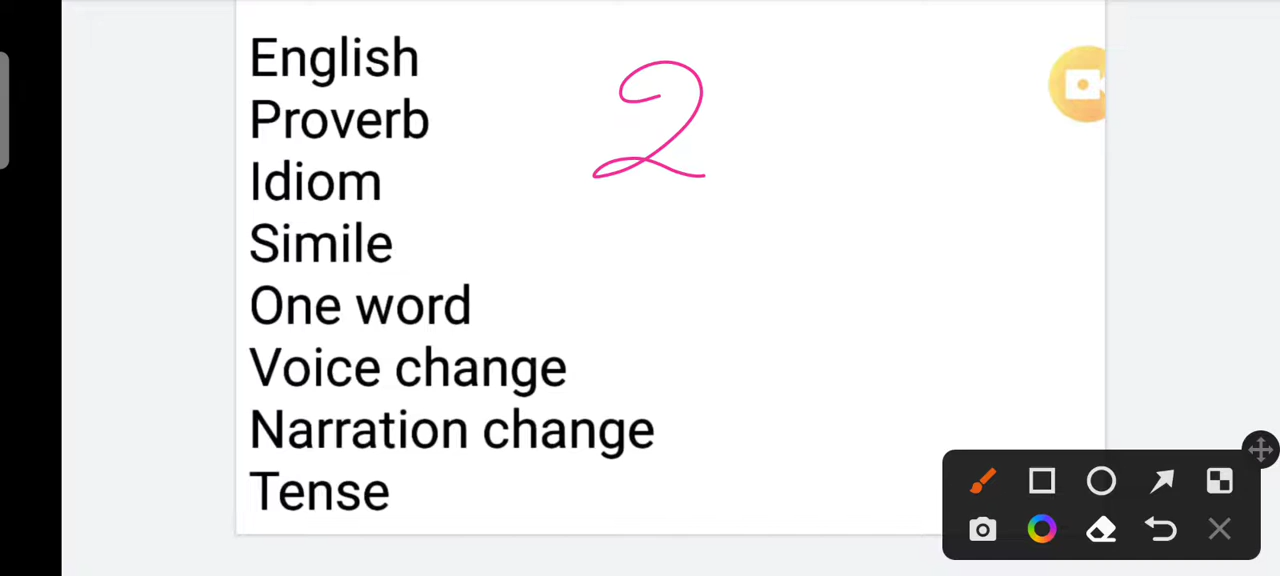 English
2
Proverb
Idiom
Simile
One word
Voice change
Narration change
Tense